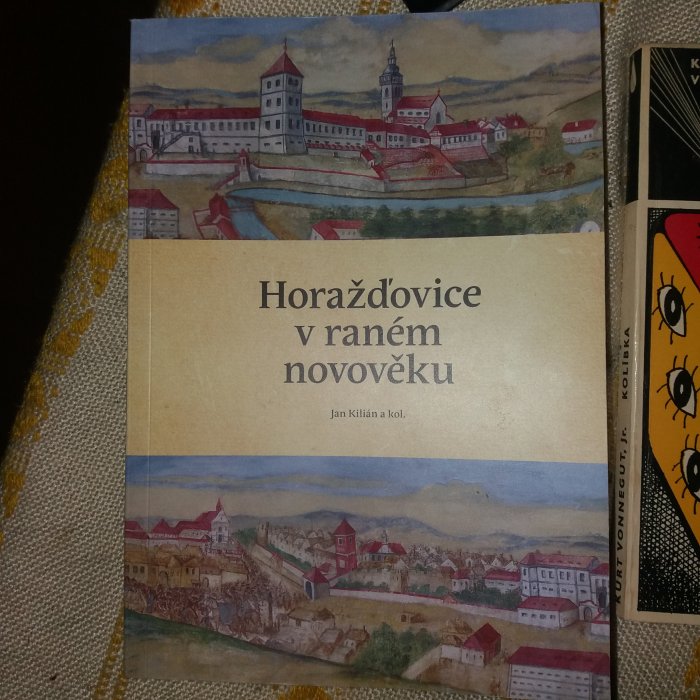 Horažďovice
v raném
novověku
Jan Kilián a kol.
K
V
KURT VONNEGUT, Jr. KOLÍBKA